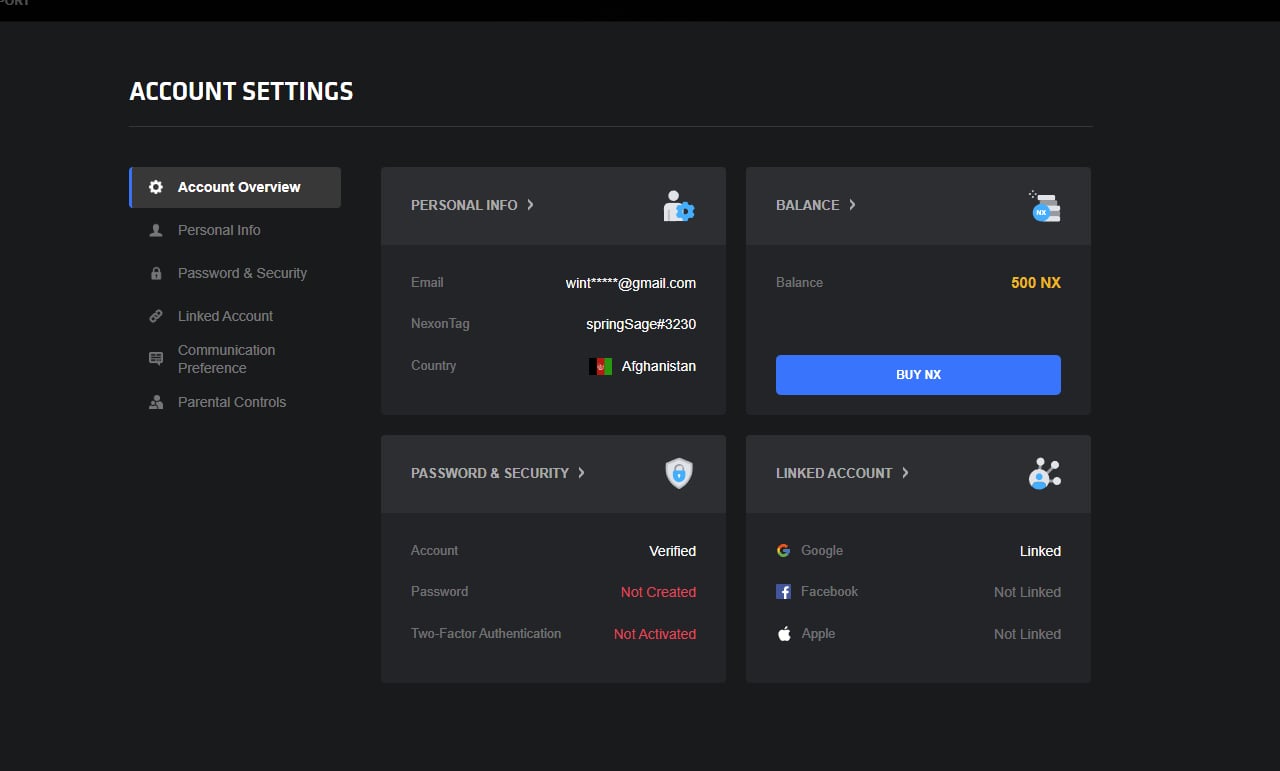 ACCOUNT SETTINGS
Account Overview
Personal Info
Password & Security
Linked Account
Communication
Preference
Parental Controls
PERSONAL INFO
Email wint*****@gmail.com
NexonTag springSage#3230
Country Afghanistan
BALANCE
NX
Balance 500 NX
BUY NX
PASSWORD & SECURITY
Account Verified
Password Not Created
Two-Factor Authentication Not Activated
LINKED ACCOUNT
Google Linked
Facebook Not Linked
Apple Not Linked